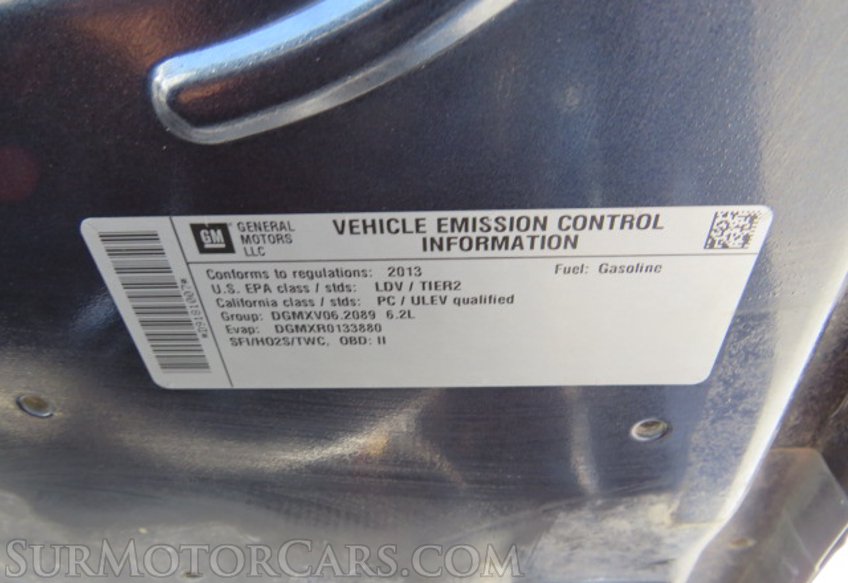 GM
GENERAL
MOTORS
LLC
VEHICLE EMISSION CONTROL
INFORMATION
Conforms to regulations: 2013 Fuel: Gasoline
U.S. EPA class / stds: LDV / TIER2
California class / stds: PC / ULEV qualified
Group: DGMXV06.2089 6.2L
Evap: DGMXR0133880
SFI/HO2S/TWC, OBD: II
*D9181007*
SurMotorCars.com